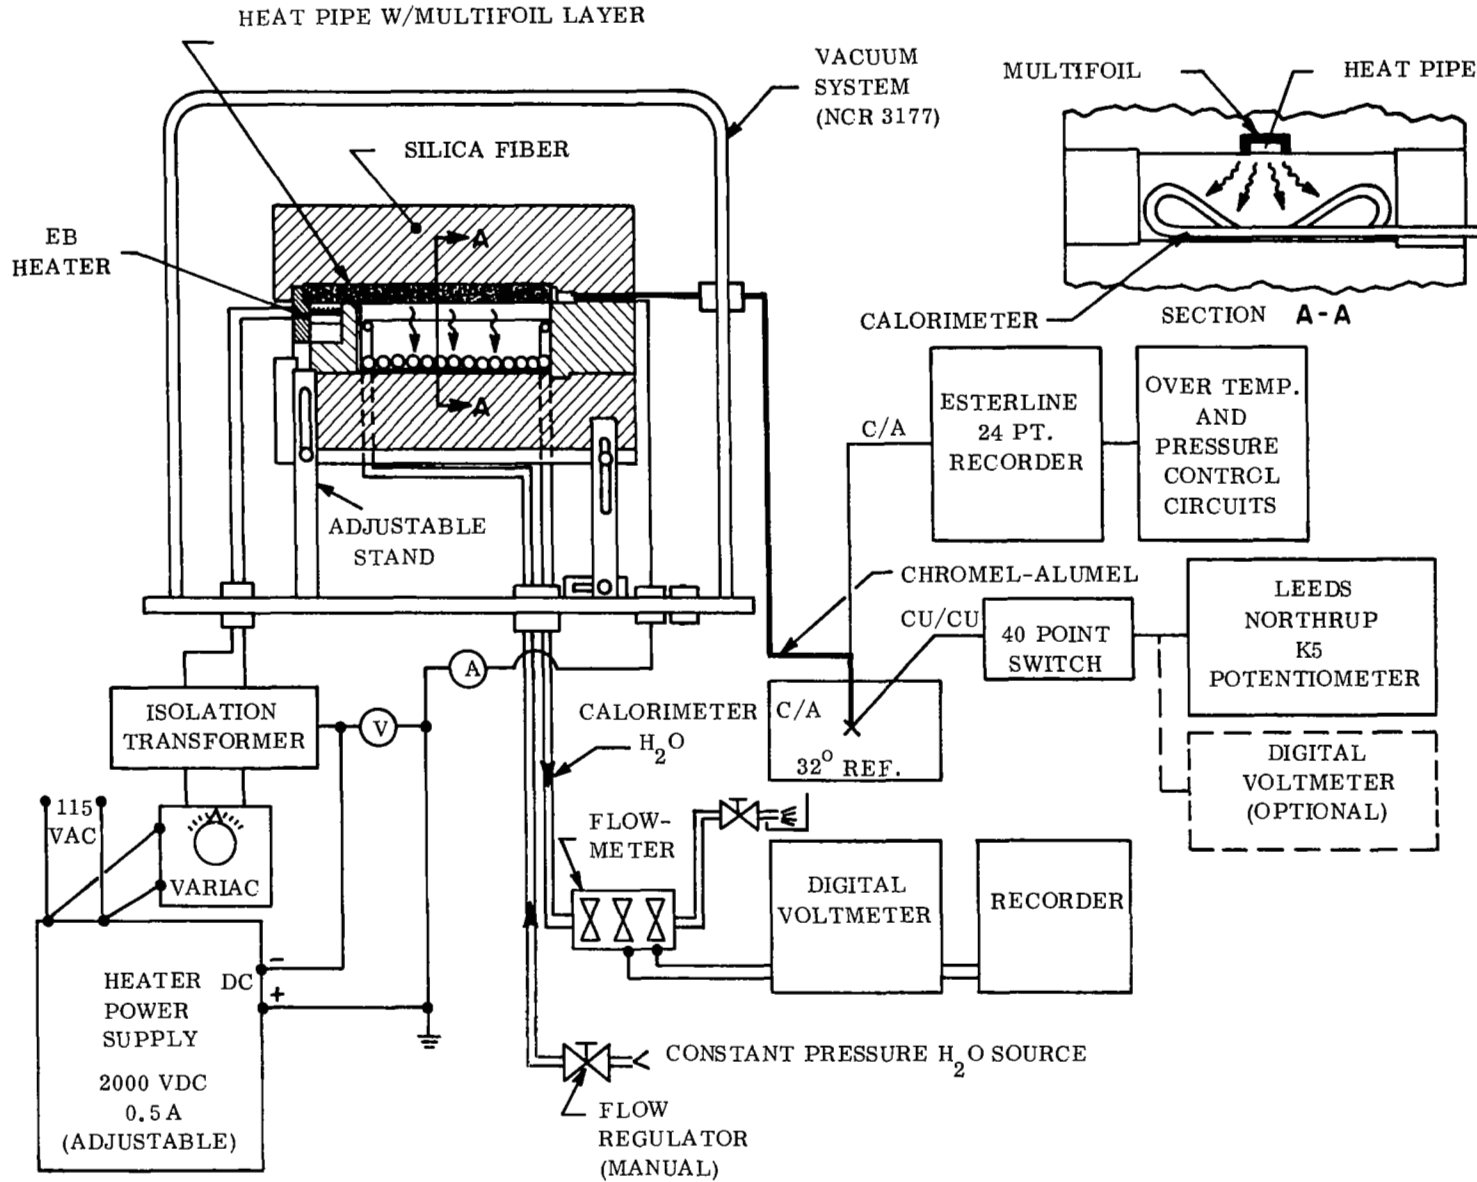 HEAT PIPE W/MULTIFOIL LAYER
VACUUM
SYSTEM
(NCR 3177)
MULTIFOIL
HEAT PIPE
SILICA FIBER
A
EB
HEATER
A
CALORIMETER
SECTION A-A
ADJUSTABLE
STAND
C/A
ESTERLINE
24 PT.
RECORDER
OVER TEMP.
AND
PRESSURE
CONTROL
CIRCUITS
CHROMEL-ALUMEL
CU/CU
40 POINT
SWITCH
LEEDS
NORTHRUP
K5
POTENTIOMETER
A
ISOLATION
TRANSFORMER
V
CALORIMETER
H2O
C/A
32O REF.
DIGITAL
VOLTMETER
(OPTIONAL)
115
VAC
VARIAC
FLOW-
METER
DIGITAL
VOLTMETER
RECORDER
HEATER
POWER
SUPPLY
2000 VDC
0.5A
(ADJUSTABLE)
DC
-
+
CONSTANT PRESSURE H2O SOURCE
FLOW
REGULATOR
(MANUAL)